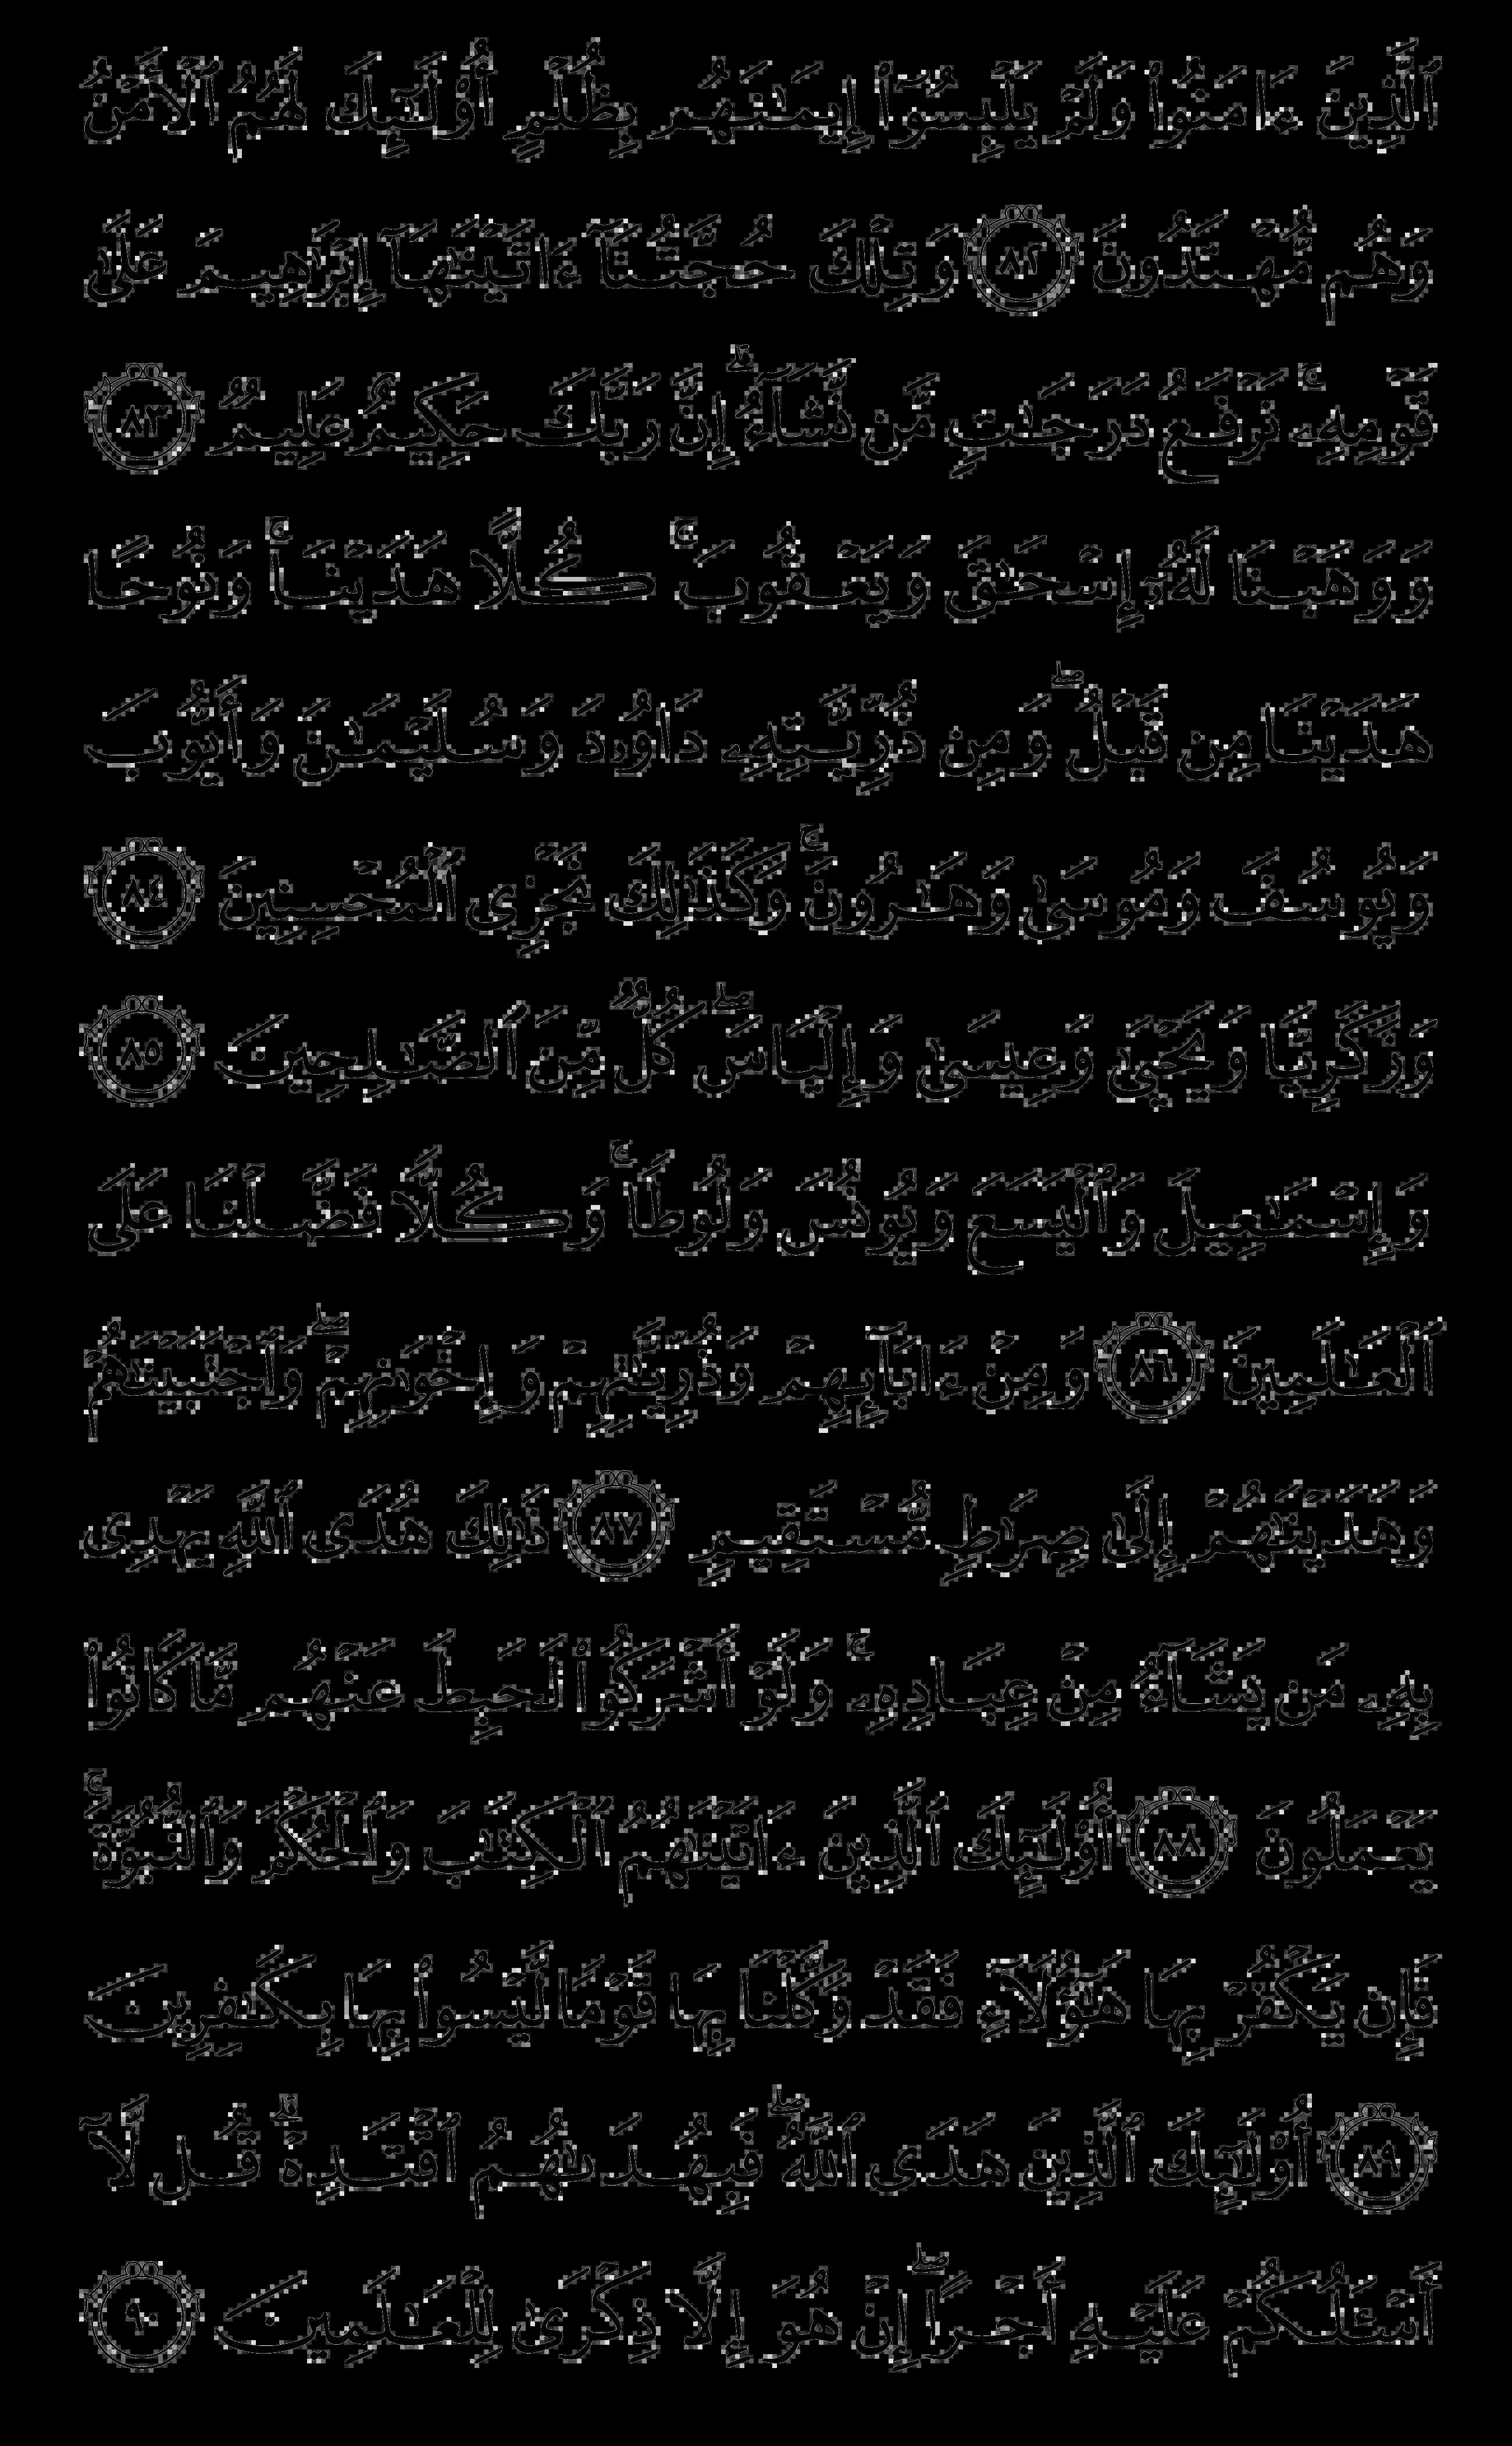 ٱلَّذِينَ ءَامَنُوا۟ وَلَمْ يَلْبِسُوٓا۟ إِيمَـٰنَهُم بِظُلْمٍ أُو۟لَـٰٓئِكَ لَهُمُ ٱلْأَمْنُ
وَهُم مُّهْتَدُونَ ٨٢ وَتِلْكَ حُجَّتُنَآ ءَاتَيْنَـٰهَآ إِبْرَٰهِيمَ عَلَىٰ
قَوْمِهِۦ ۚ نَرْفَعُ دَرَجَـٰتٍ مَّن نَّشَآءُ ۗ إِنَّ رَبَّكَ حَكِيمٌ عَلِيمٌ ٨٣
وَوَهَبْنَا لَهُۥٓ إِسْحَـٰقَ وَيَعْقُوبَ ۚ كُلًّا هَدَيْنَا ۚ وَنُوحًا
هَدَيْنَا مِن قَبْلُ ۖ وَمِن ذُرِّيَّتِهِۦ دَاوُۥدَ وَسُلَيْمَـٰنَ وَأَيُّوبَ
وَيُوسُفَ وَمُوسَىٰ وَهَـٰرُونَ ۚ وَكَذَٰلِكَ نَجْزِى ٱلْمُحْسِنِينَ ٨٤
وَزَكَرِيَّا وَيَحْيَىٰ وَعِيسَىٰ وَإِلْيَاسَ ۖ كُلٌّ مِّنَ ٱلصَّـٰلِحِينَ ٨٥
وَإِسْمَـٰعِيلَ وَٱلْيَسَعَ وَيُونُسَ وَلُوطًا ۚ وَكُلًّا فَضَّلْنَا عَلَى
ٱلْعَـٰلَمِينَ ٨٦ وَمِنْ ءَابَآئِهِمْ وَذُرِّيَّـٰتِهِمْ وَإِخْوَٰنِهِمْ ۖ وَٱجْتَبَيْنَـٰهُمْ
وَهَدَيْنَـٰهُمْ إِلَىٰ صِرَٰطٍ مُّسْتَقِيمٍ ٨٧ ذَٰلِكَ هُدَى ٱللَّهِ يَهْدِى
بِهِۦ مَن يَشَآءُ مِنْ عِبَادِهِۦ ۚ وَلَوْ أَشْرَكُوا۟ لَحَبِطَ عَنْهُم مَّا كَانُوا۟
يَعْمَلُونَ ٨٨ أُو۟لَـٰٓئِكَ ٱلَّذِينَ ءَاتَيْنَـٰهُمُ ٱلْكِتَـٰبَ وَٱلْحُكْمَ وَٱلنُّبُوَّةَ ۚ
فَإِن يَكْفُرْ بِهَا هَـٰٓؤُلَآءِ فَقَدْ وَكَّلْنَا بِهَا قَوْمًا لَّيْسُوا۟ بِهَا بِكَـٰفِرِينَ
٨٩ أُو۟لَـٰٓئِكَ ٱلَّذِينَ هَدَى ٱللَّهُ ۖ فَبِهُدَىٰهُمُ ٱقْتَدِهْ ۗ قُل لَّآ
أَسْـَٔلُكُمْ عَلَيْهِ أَجْرًا ۖ إِنْ هُوَ إِلَّا ذِكْرَىٰ لِلْعَـٰلَمِينَ ٩٠